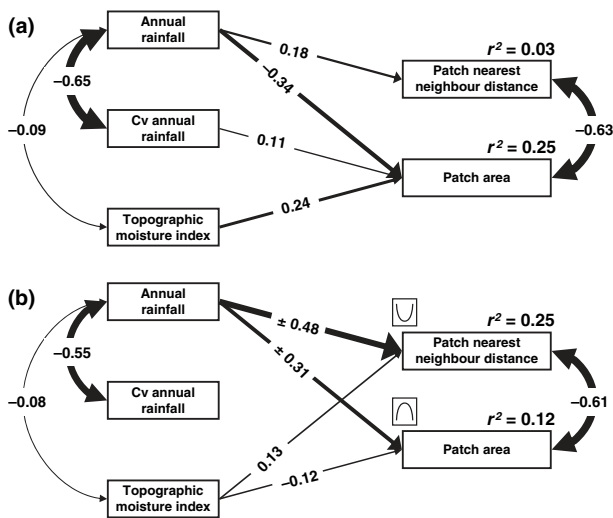 (a)
Annual
rainfall
r² = 0.03
Patch nearest
neighbour distance
0.18
−0.34
−0.65
−0.09
Cv annual
rainfall
0.11
−0.63
r² = 0.25
Patch area
0.24
Topographic
moisture index
(b)
Annual
rainfall
r² = 0.25
Patch nearest
neighbour distance
± 0.48
± 0.31
−0.55
−0.08
Cv annual
rainfall
−0.61
r² = 0.12
Patch area
0.13
−0.12
Topographic
moisture index